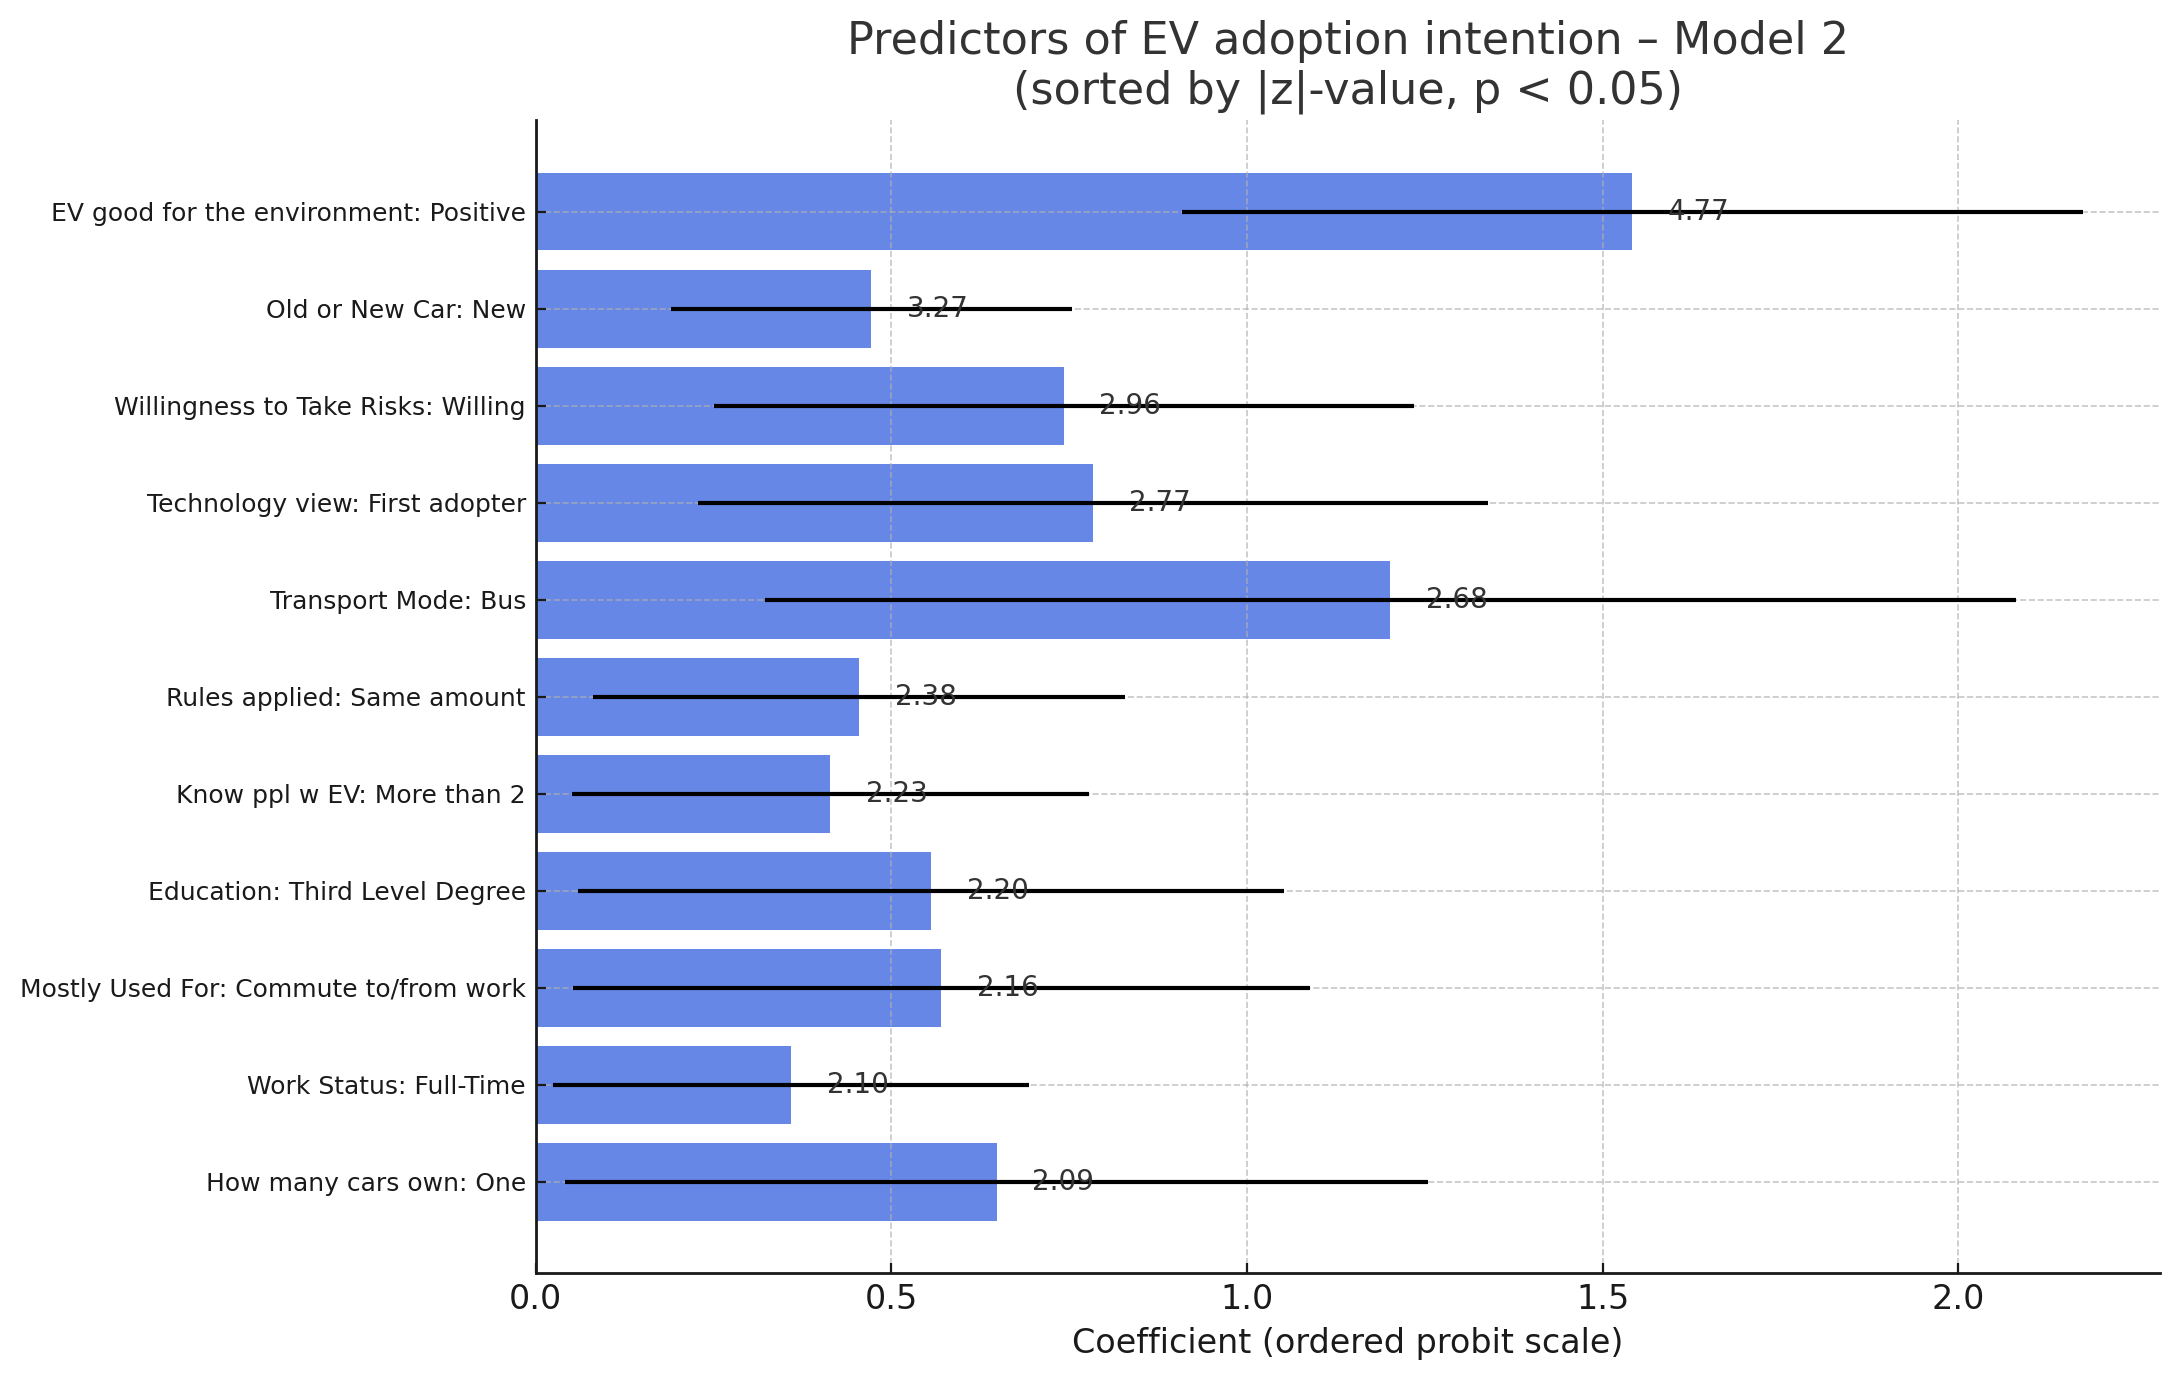 Predictors of EV adoption intention – Model 2
(sorted by |z|-value, p < 0.05)
EV good for the environment: Positive
4.77
Old or New Car: New
3.27
Willingness to Take Risks: Willing
2.96
Technology view: First adopter
2.77
Transport Mode: Bus
2.68
Rules applied: Same amount
2.38
Know ppl w EV: More than 2
2.23
Education: Third Level Degree
2.20
Mostly Used For: Commute to/from work
2.16
Work Status: Full-Time
2.10
How many cars own: One
2.09
0.0 0.5 1.0 1.5 2.0
Coefficient (ordered probit scale)